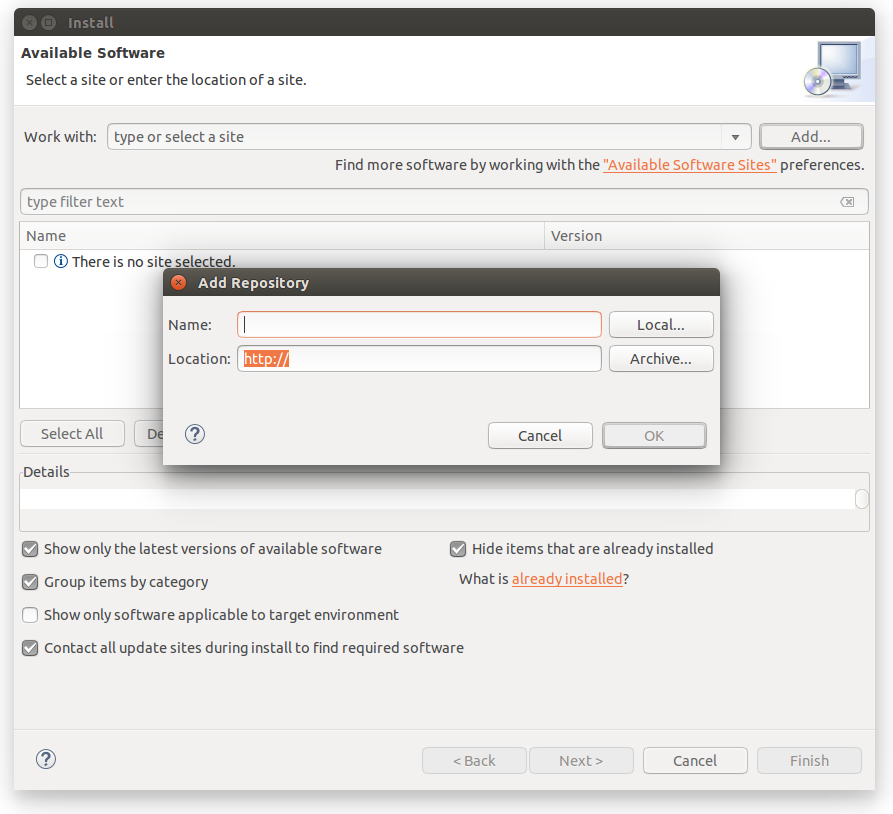 Install
Available Software
Select a site or enter the location of a site.
Work with: type or select a site Add...
Find more software by working with the "Available Software Sites" preferences.
type filter text
Name Version
There is no site selected.
Add Repository
Name: Local...
Location: http:// Archive...
Cancel OK
Select All De
Details
Show only the latest versions of available software Hide items that are already installed
Group items by category What is already installed?
Show only software applicable to target environment
Contact all update sites during install to find required software
< Back Next > Cancel Finish